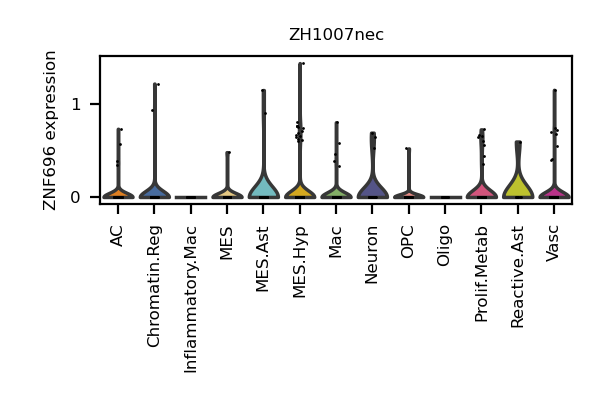 ZH1007nec
ZNF696 expression
1
0
AC
Chromatin.Reg
Inflammatory.Mac
MES
MES.Ast
MES.Hyp
Mac
Neuron
OPC
Oligo
Prolif.Metab
Reactive.Ast
Vasc